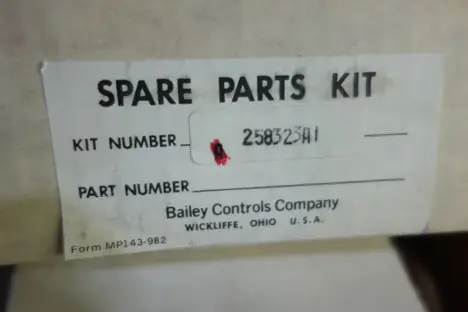 SPARE PARTS KIT
KIT NUMBER 258323A1
PART NUMBER
Bailey Controls Company
WICKLIFFE, OHIO U.S.A.
Form MP143-982